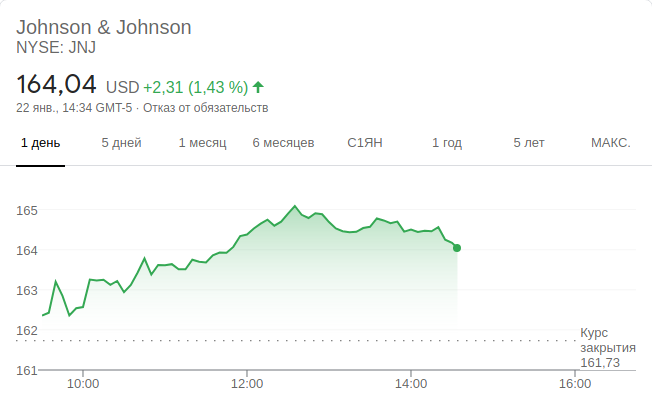 Johnson & Johnson
NYSE: JNJ
164,04 USD +2,31 (1,43 %)
22 янв., 14:34 GMT-5 · Отказ от обязательств
1 день 5 дней 1 месяц 6 месяцев С1ЯН 1 год 5 лет МАКС.
165
164
163
162
Курс
закрытия
161,73
161
10:00 12:00 14:00 16:00